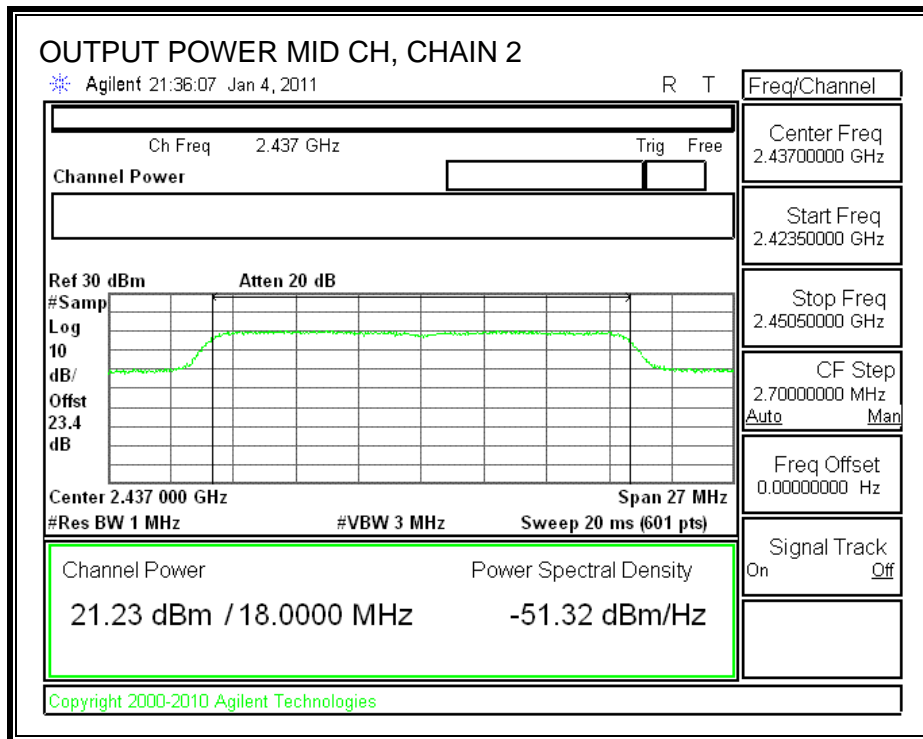 OUTPUT POWER MID CH, CHAIN 2
Agilent 21:36:07 Jan 4, 2011 R T
Ch Freq 2.437 GHz Trig Free
Channel Power
Ref 30 dBm Atten 20 dB
#Samp
Log
10
dB/
Offst
23.4
dB
Center 2.437 000 GHz Span 27 MHz
#Res BW 1 MHz #VBW 3 MHz Sweep 20 ms (601 pts)
Channel Power Power Spectral Density
21.23 dBm / 18.0000 MHz -51.32 dBm/Hz
Copyright 2000-2010 Agilent Technologies
Freq/Channel
Center Freq
2.43700000 GHz
Start Freq
2.42350000 GHz
Stop Freq
2.45050000 GHz
CF Step
2.70000000 MHz
Auto Man
Freq Offset
0.00000000 Hz
Signal Track
On Off